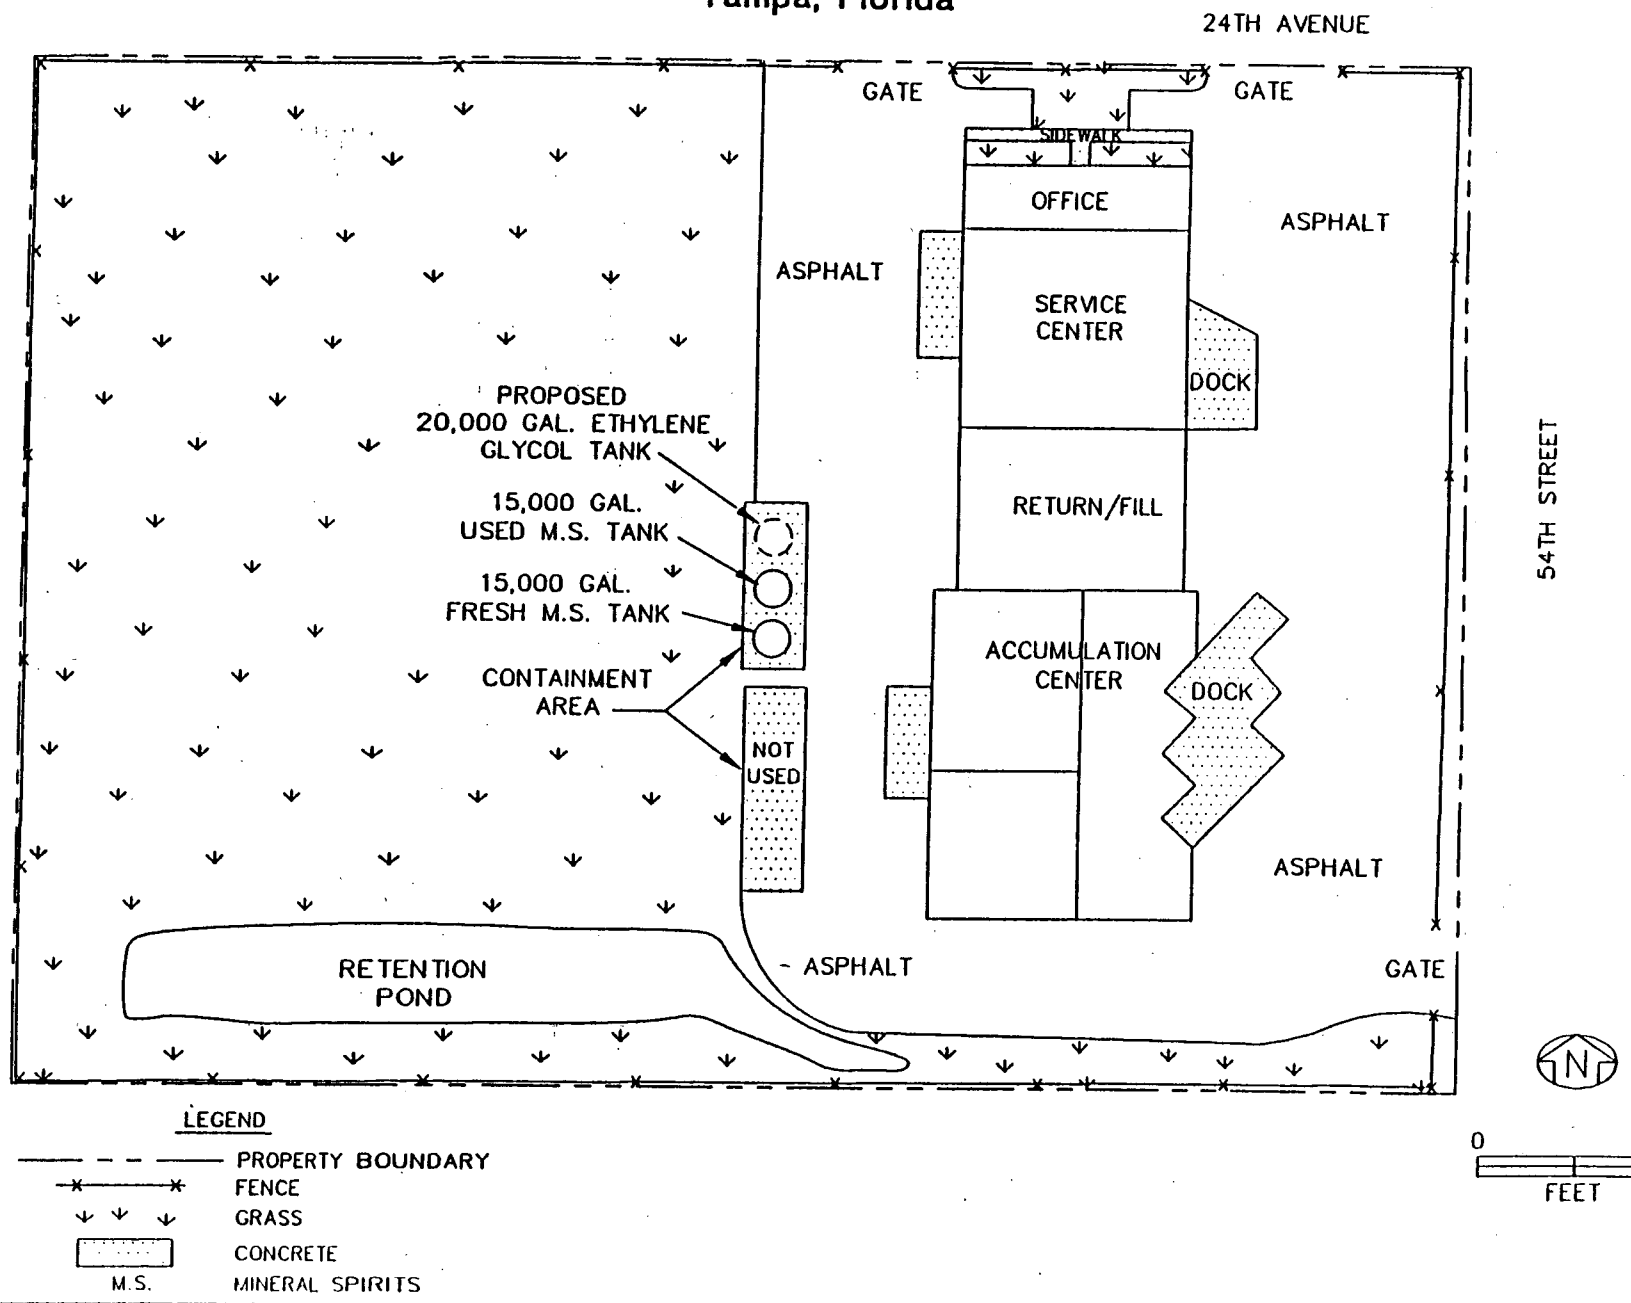 Tampa, Florida
24TH AVENUE
GATE
GATE
SIDEWALK
OFFICE
ASPHALT
ASPHALT
SERVICE
CENTER
DOCK
PROPOSED
20,000 GAL. ETHYLENE
GLYCOL TANK
15,000 GAL.
USED M.S. TANK
RETURN/FILL
54TH STREET
15,000 GAL.
FRESH M.S. TANK
ACCUMULATION
CENTER
DOCK
CONTAINMENT
AREA
NOT
USED
ASPHALT
RETENTION
POND
- ASPHALT
GATE
N
LEGEND
PROPERTY BOUNDARY
FENCE
GRASS
CONCRETE
M.S. MINERAL SPIRITS
0
FEET